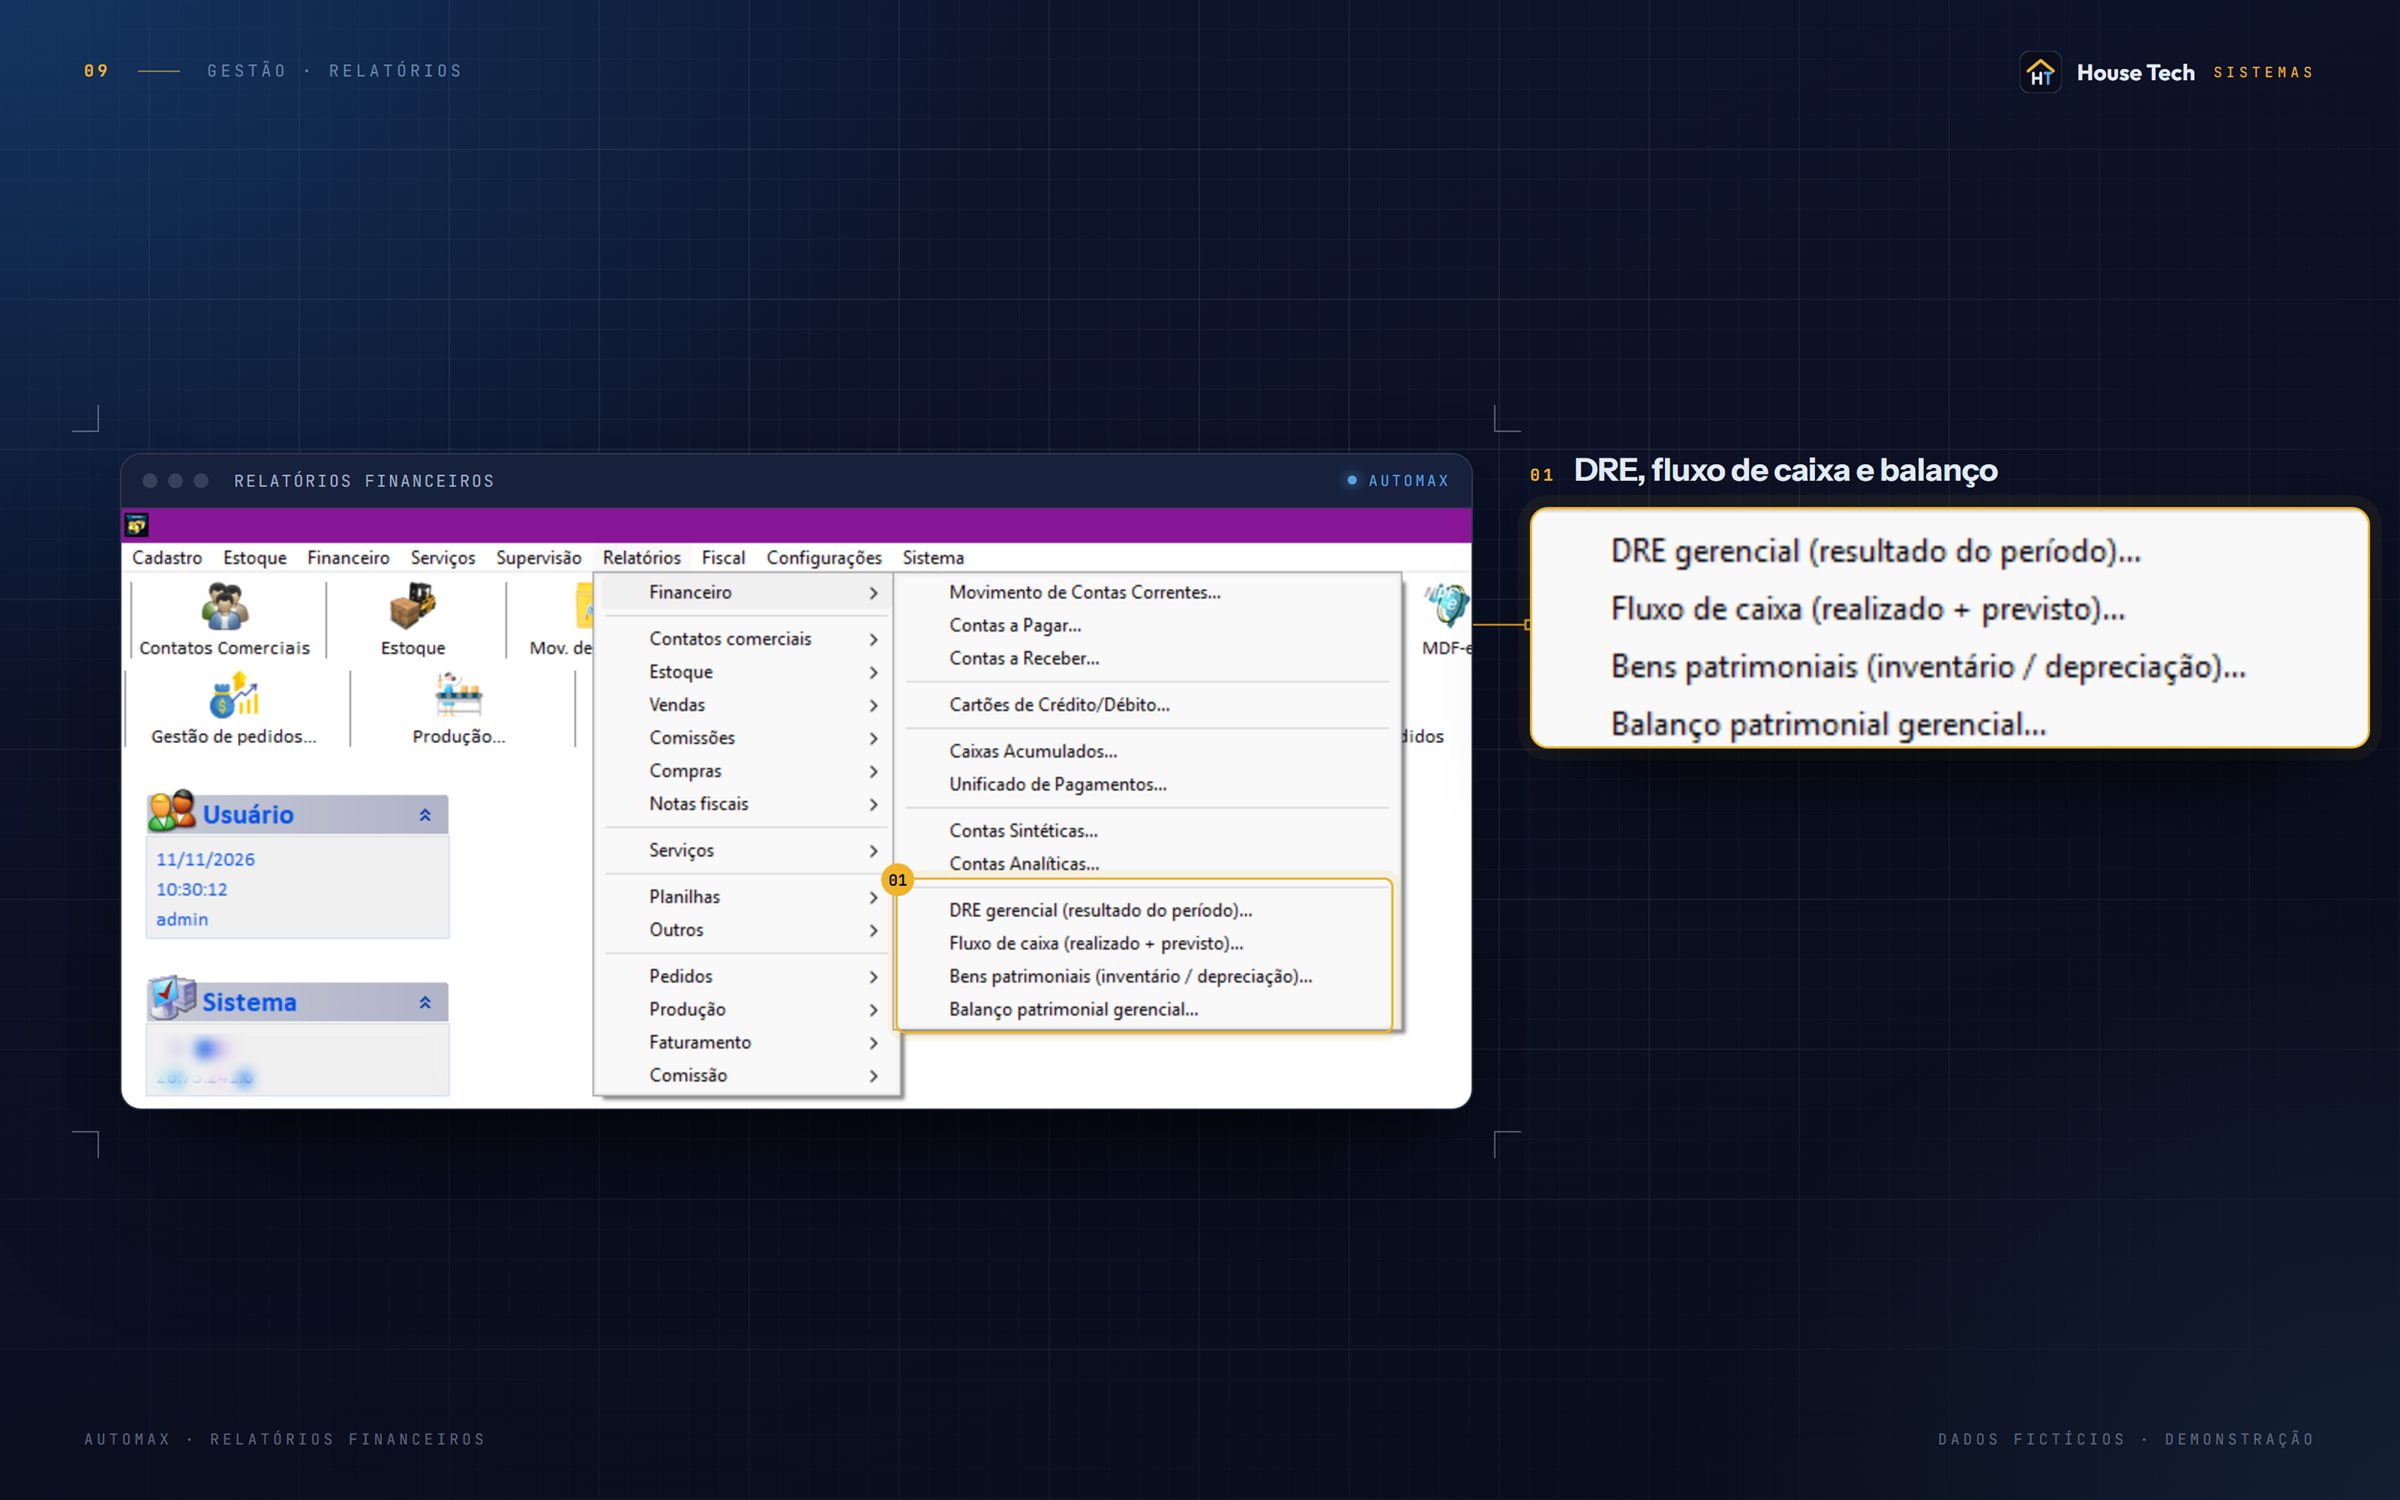 09 GESTÃO · RELATÓRIOS
HT House Tech SISTEMAS
RELATÓRIOS FINANCEIROS
AUTOMAX
Cadastro Estoque Financeiro Serviços Supervisão Relatórios Fiscal Configurações Sistema
Contatos Comerciais
Estoque
Mov. de
MDF-e
Gestão de pedidos...
Produção...
didos
Usuário
11/11/2026
10:30:12
admin
Sistema
Financeiro
Contatos comerciais
Estoque
Vendas
Comissões
Compras
Notas fiscais
Serviços
Planilhas
Outros
Pedidos
Produção
Faturamento
Comissão
Movimento de Contas Correntes...
Contas a Pagar...
Contas a Receber...
Cartões de Crédito/Débito...
Caixas Acumulados...
Unificado de Pagamentos...
Contas Sintéticas...
Contas Analíticas...
01
DRE gerencial (resultado do período)...
Fluxo de caixa (realizado + previsto)...
Bens patrimoniais (inventário / depreciação)...
Balanço patrimonial gerencial...
01 DRE, fluxo de caixa e balanço
DRE gerencial (resultado do período)...
Fluxo de caixa (realizado + previsto)...
Bens patrimoniais (inventário / depreciação)...
Balanço patrimonial gerencial...
AUTOMAX · RELATÓRIOS FINANCEIROS
DADOS FICTÍCIOS · DEMONSTRAÇÃO